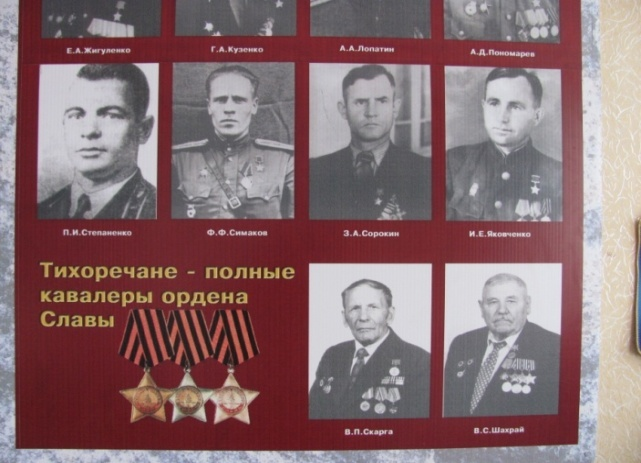 Е.А.Жигуленко Г.А.Кузенко А.А.Лопатин А.Д.Пономарев
П.И.Степаненко Ф.Ф.Симаков З.А.Сорокин И.Е.Яковченко
Тихоречане - полные
кавалеры ордена
Славы
В.П.Скарга В.С.Шахрай